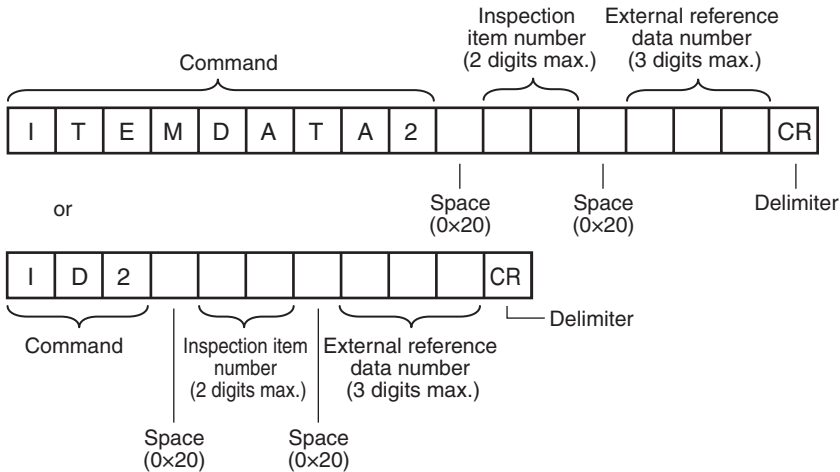 Command
Inspection
item number
(2 digits max.)
External reference
data number
(3 digits max.)
I T E M D A T A 2 CR
Space
(0×20)
Space
(0×20)
Delimiter
or
I D 2 CR
Delimiter
Command
Inspection item
number
(2 digits max.)
External reference
data number
(3 digits max.)
Space
(0×20)
Space
(0×20)